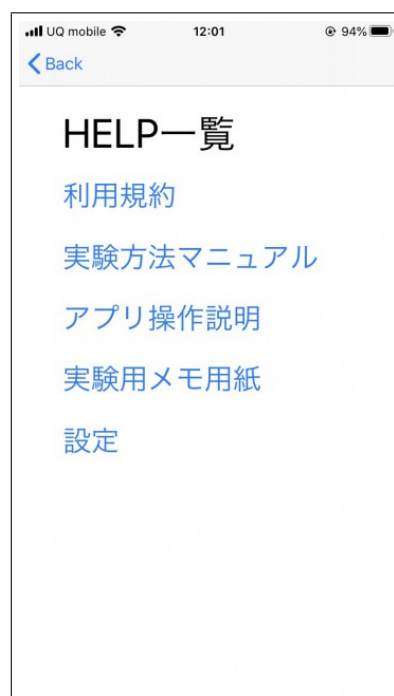 UQ mobile 12:01 94%
Back
HELP一覧
利用規約
実験方法マニュアル
アプリ操作説明
実験用メモ用紙
設定